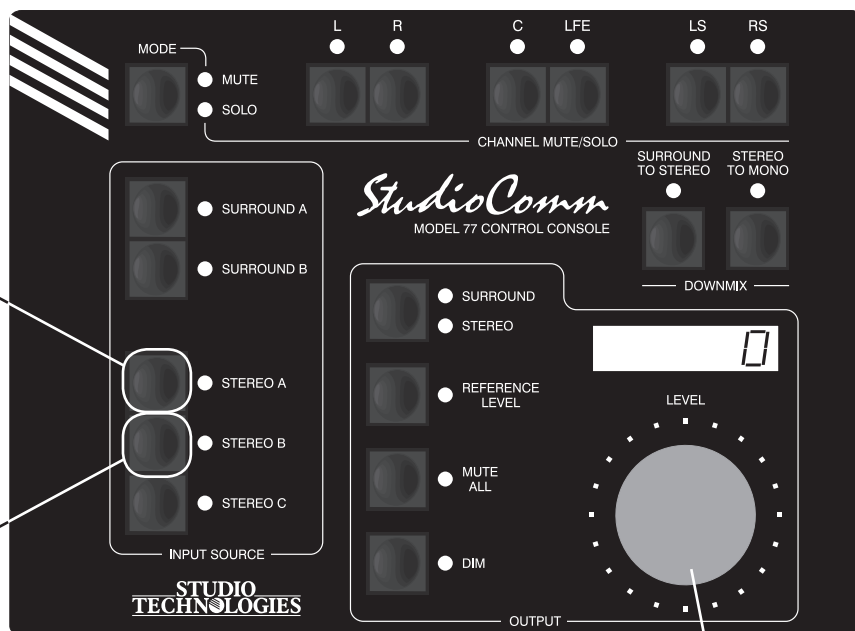 L
R
C
LFE
LS
RS
MODE
MUTE
SOLO
CHANNEL MUTE/SOLO
SURROUND
TO STEREO
STEREO
TO MONO
DOWNMIX
StudioComm
MODEL 77 CONTROL CONSOLE
SURROUND A
SURROUND B
STEREO A
STEREO B
STEREO C
INPUT SOURCE
STUDIO
TECHNOLOGIES
SURROUND
STEREO
REFERENCE
LEVEL
MUTE
ALL
DIM
0
LEVEL
OUTPUT